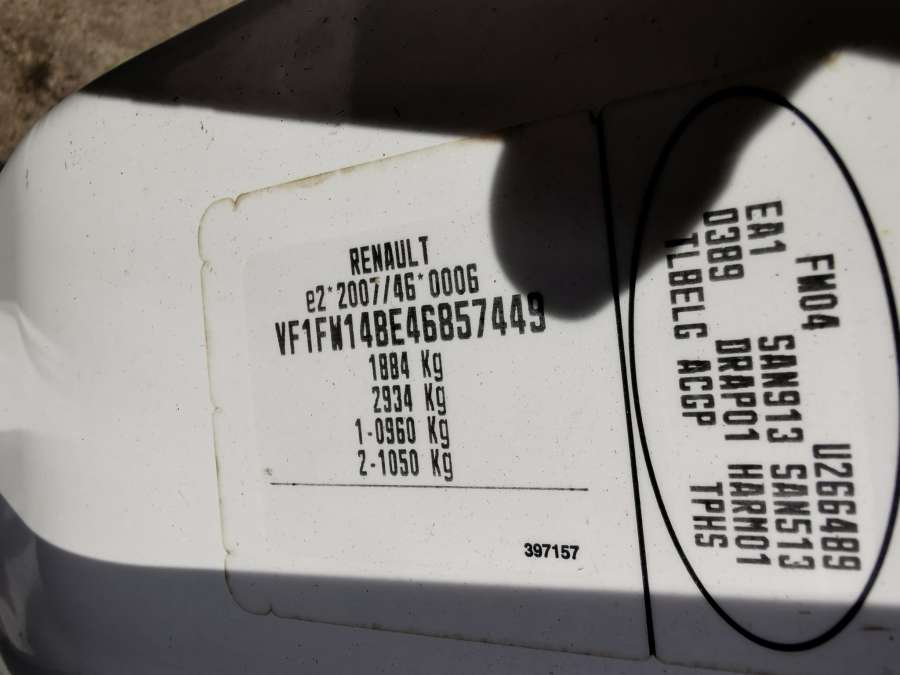 RENAULT
e2*2007/46*0006
VF1FW14BE46857449
1884 Kg
2934 Kg
1-0960 Kg
2-1050 Kg
397157
FW04 U266489
EA1 SAN913 SAN513
D389 DRAP01 HARM01
TLBELG ACGP TPHS